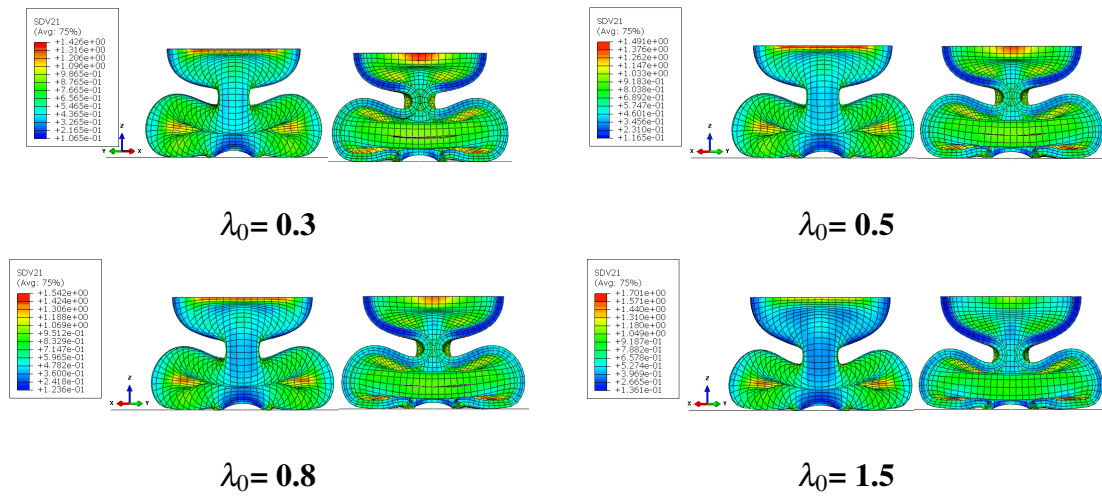 SDV21
(Avg: 75%)
+1.426e+00
+1.316e+00
+1.206e+00
+1.096e+00
+9.865e-01
+8.765e-01
+7.665e-01
+6.565e-01
+5.465e-01
+4.365e-01
+3.265e-01
+2.165e-01
+1.065e-01
Z
Y X
SDV21
(Avg: 75%)
+1.491e+00
+1.376e+00
+1.262e+00
+1.147e+00
+1.033e+00
+9.183e-01
+8.038e-01
+6.892e-01
+5.747e-01
+4.601e-01
+3.456e-01
+2.310e-01
+1.165e-01
Z
X Y
λ0= 0.3
λ0= 0.5
SDV21
(Avg: 75%)
+1.542e+00
+1.424e+00
+1.306e+00
+1.188e+00
+1.069e+00
+9.512e-01
+8.329e-01
+7.147e-01
+5.965e-01
+4.782e-01
+3.600e-01
+2.418e-01
+1.236e-01
Z
X Y
SDV21
(Avg: 75%)
+1.701e+00
+1.571e+00
+1.440e+00
+1.310e+00
+1.180e+00
+1.049e+00
+9.187e-01
+7.882e-01
+6.578e-01
+5.274e-01
+3.969e-01
+2.665e-01
+1.361e-01
Z
X Y
λ0= 0.8
λ0= 1.5